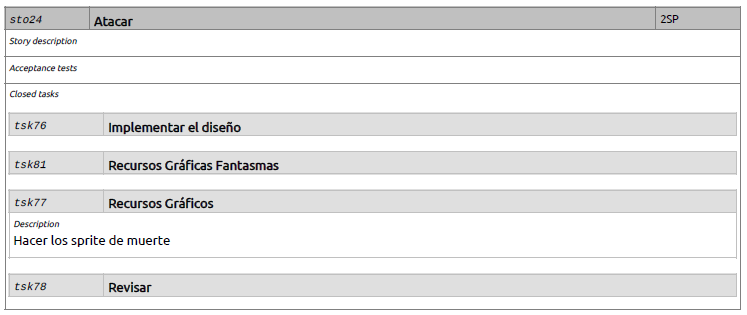 sto24 Atacar 2SP
Story description
Acceptance tests
Closed tasks
tsk76 Implementar el diseño
tsk81 Recursos Gráficas Fantasmas
tsk77 Recursos Gráficos
Description
Hacer los sprite de muerte
tsk78 Revisar